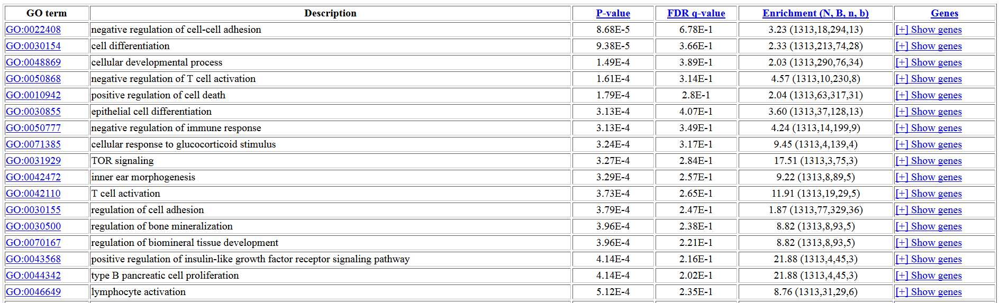 GO term Description P-value FDR q-value Enrichment (N, B, n, b) Genes
GO:0022408 negative regulation of cell-cell adhesion 8.68E-5 6.78E-1 3.23 (1313,18,294,13) [+] Show genes
GO:0030154 cell differentiation 9.38E-5 3.66E-1 2.33 (1313,213,74,28) [+] Show genes
GO:0048869 cellular developmental process 1.49E-4 3.89E-1 2.03 (1313,290,76,34) [+] Show genes
GO:0050868 negative regulation of T cell activation 1.61E-4 3.14E-1 4.57 (1313,10,230,8) [+] Show genes
GO:0010942 positive regulation of cell death 1.79E-4 2.8E-1 2.04 (1313,63,317,31) [+] Show genes
GO:0030855 epithelial cell differentiation 3.13E-4 4.07E-1 3.60 (1313,37,128,13) [+] Show genes
GO:0050777 negative regulation of immune response 3.13E-4 3.49E-1 4.24 (1313,14,199,9) [+] Show genes
GO:0071385 cellular response to glucocorticoid stimulus 3.24E-4 3.17E-1 9.45 (1313,4,139,4) [+] Show genes
GO:0031929 TOR signaling 3.27E-4 2.84E-1 17.51 (1313,3,75,3) [+] Show genes
GO:0042472 inner ear morphogenesis 3.29E-4 2.57E-1 9.22 (1313,8,89,5) [+] Show genes
GO:0042110 T cell activation 3.73E-4 2.65E-1 11.91 (1313,19,29,5) [+] Show genes
GO:0030155 regulation of cell adhesion 3.79E-4 2.47E-1 1.87 (1313,77,329,36) [+] Show genes
GO:0030500 regulation of bone mineralization 3.96E-4 2.38E-1 8.82 (1313,8,93,5) [+] Show genes
GO:0070167 regulation of biomineral tissue development 3.96E-4 2.21E-1 8.82 (1313,8,93,5) [+] Show genes
GO:0043568 positive regulation of insulin-like growth factor receptor signaling pathway 4.14E-4 2.16E-1 21.88 (1313,4,45,3) [+] Show genes
GO:0044342 type B pancreatic cell proliferation 4.14E-4 2.02E-1 21.88 (1313,4,45,3) [+] Show genes
GO:0046649 lymphocyte activation 5.12E-4 2.35E-1 8.76 (1313,31,29,6) [+] Show genes